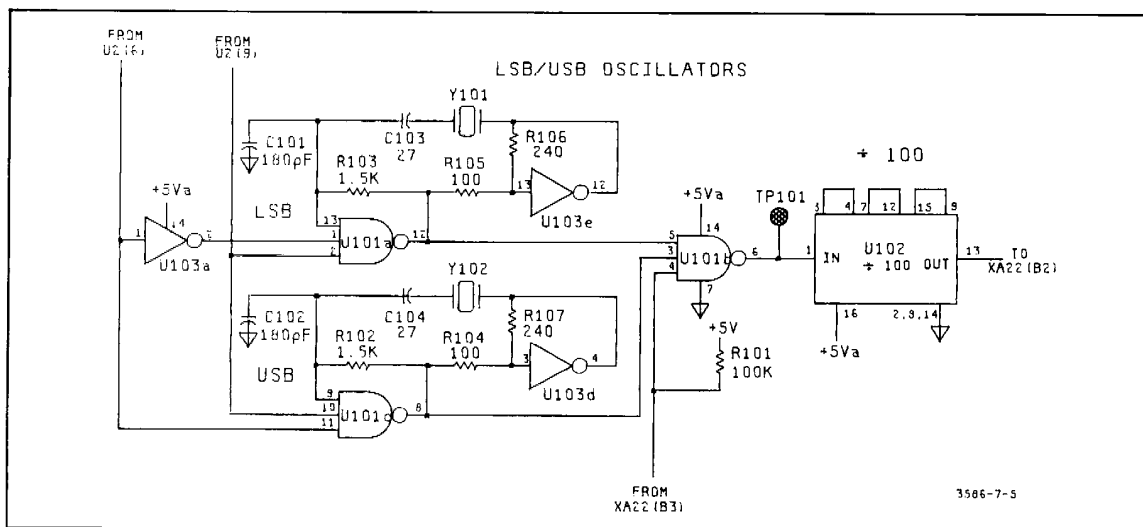 FROM
U2(6)
FROM
U2(9)
LSB/USB OSCILLATORS
Y101
C101
180pF
C103
27
R106
240
R103
1.5K
R105
100
13
12
U103e
÷ 100
+5Va
14
1
2
U103a
LSB
13
1
2
U101a
12
+5Va
14
5
3
4
U101b
6
7
TP101
3
4
7
12
15
9
1
IN
U102
÷ 100
OUT
13
TO
XA22(B2)
16
+5Va
2,8,14
Y102
C102
180pF
C104
27
R107
240
R102
1.5K
R104
100
3
4
U103d
USB
9
10
11
U101c
8
+5V
R101
100K
FROM
XA22(B3)
3586-7-5